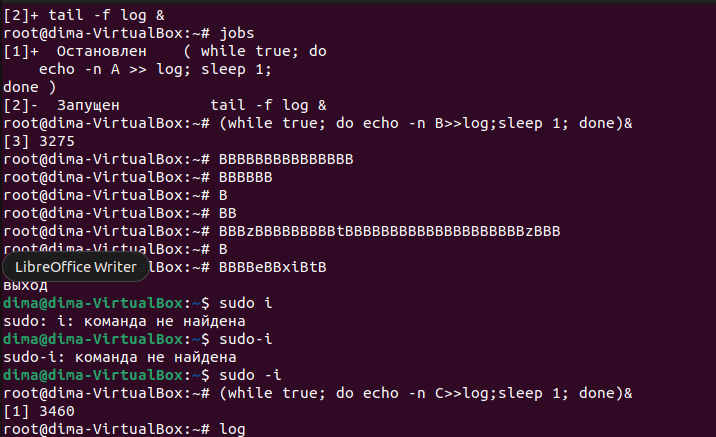 [2]+ tail -f log &
root@dima-VirtualBox:~# jobs
[1]+  Остановлен    ( while true; do
    echo -n A >> log; sleep 1;
done )
[2]-  Запущен           tail -f log &
root@dima-VirtualBox:~# (while true; do echo -n B>>log;sleep 1; done)&
[3] 3275
root@dima-VirtualBox:~# BBBBBBBBBBBBBBB
root@dima-VirtualBox:~# BBBBBB
root@dima-VirtualBox:~# B
root@dima-VirtualBox:~# BB
root@dima-VirtualBox:~# BBBzBBBBBBBBBtBBBBBBBBBBBBBBBBBBBBzBBB
root@dima-VirtualBox:~# B
LibreOffice Writer
alBox:~# BBBBeBBxiBtB
выход
dima@dima-VirtualBox:~$ sudo i
sudo: i: команда не найдена
dima@dima-VirtualBox:~$ sudo-i
sudo-i: команда не найдена
dima@dima-VirtualBox:~$ sudo -i
root@dima-VirtualBox:~# (while true; do echo -n C>>log;sleep 1; done)&
[1] 3460
root@dima-VirtualBox:~# log